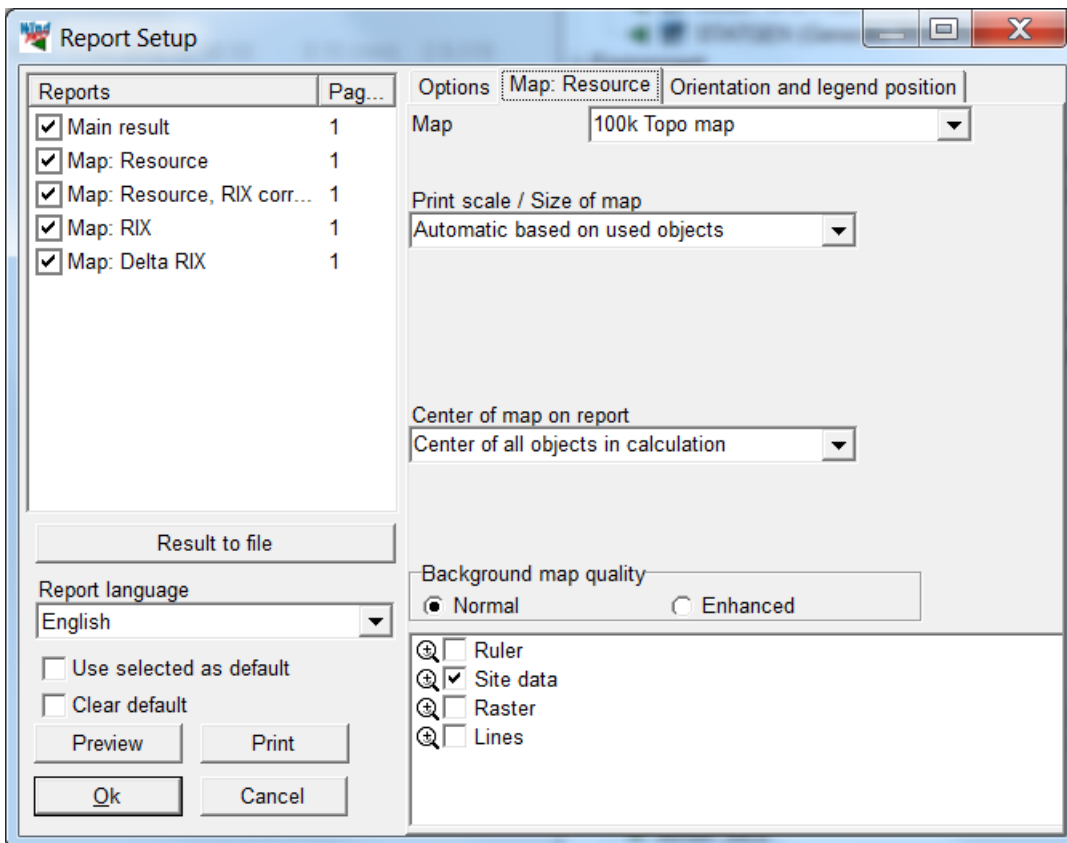 Wind
Report Setup
Reports Pag...
Main result 1
Map: Resource 1
Map: Resource, RIX corr... 1
Map: RIX 1
Map: Delta RIX 1
Result to file
Report language
English
Use selected as default
Clear default
Preview Print
Ok Cancel
Options Map: Resource Orientation and legend position
Map 100k Topo map
Print scale / Size of map
Automatic based on used objects
Center of map on report
Center of all objects in calculation
Background map quality
Normal Enhanced
Ruler
Site data
Raster
Lines